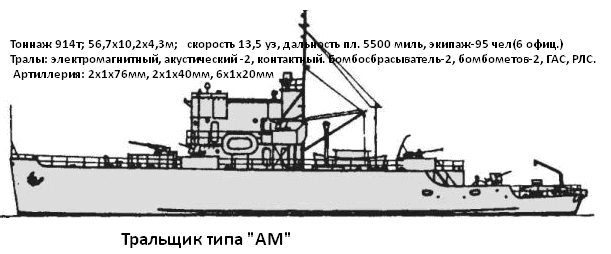 Тоннаж 914т; 56,7х10,2х4,3м; скорость 13,5 уз, дальность пл. 5500 миль, экипаж-95 чел(6 офиц.)
Тралы: электромагнитный, акустический -2, контактный. Бомбосбрасыватель-2, бомбометов-2, ГАС, РЛС.
Артиллерия: 2х1х76мм, 2х1х40мм, 6х1х20мм
Тральщик типа "АМ"